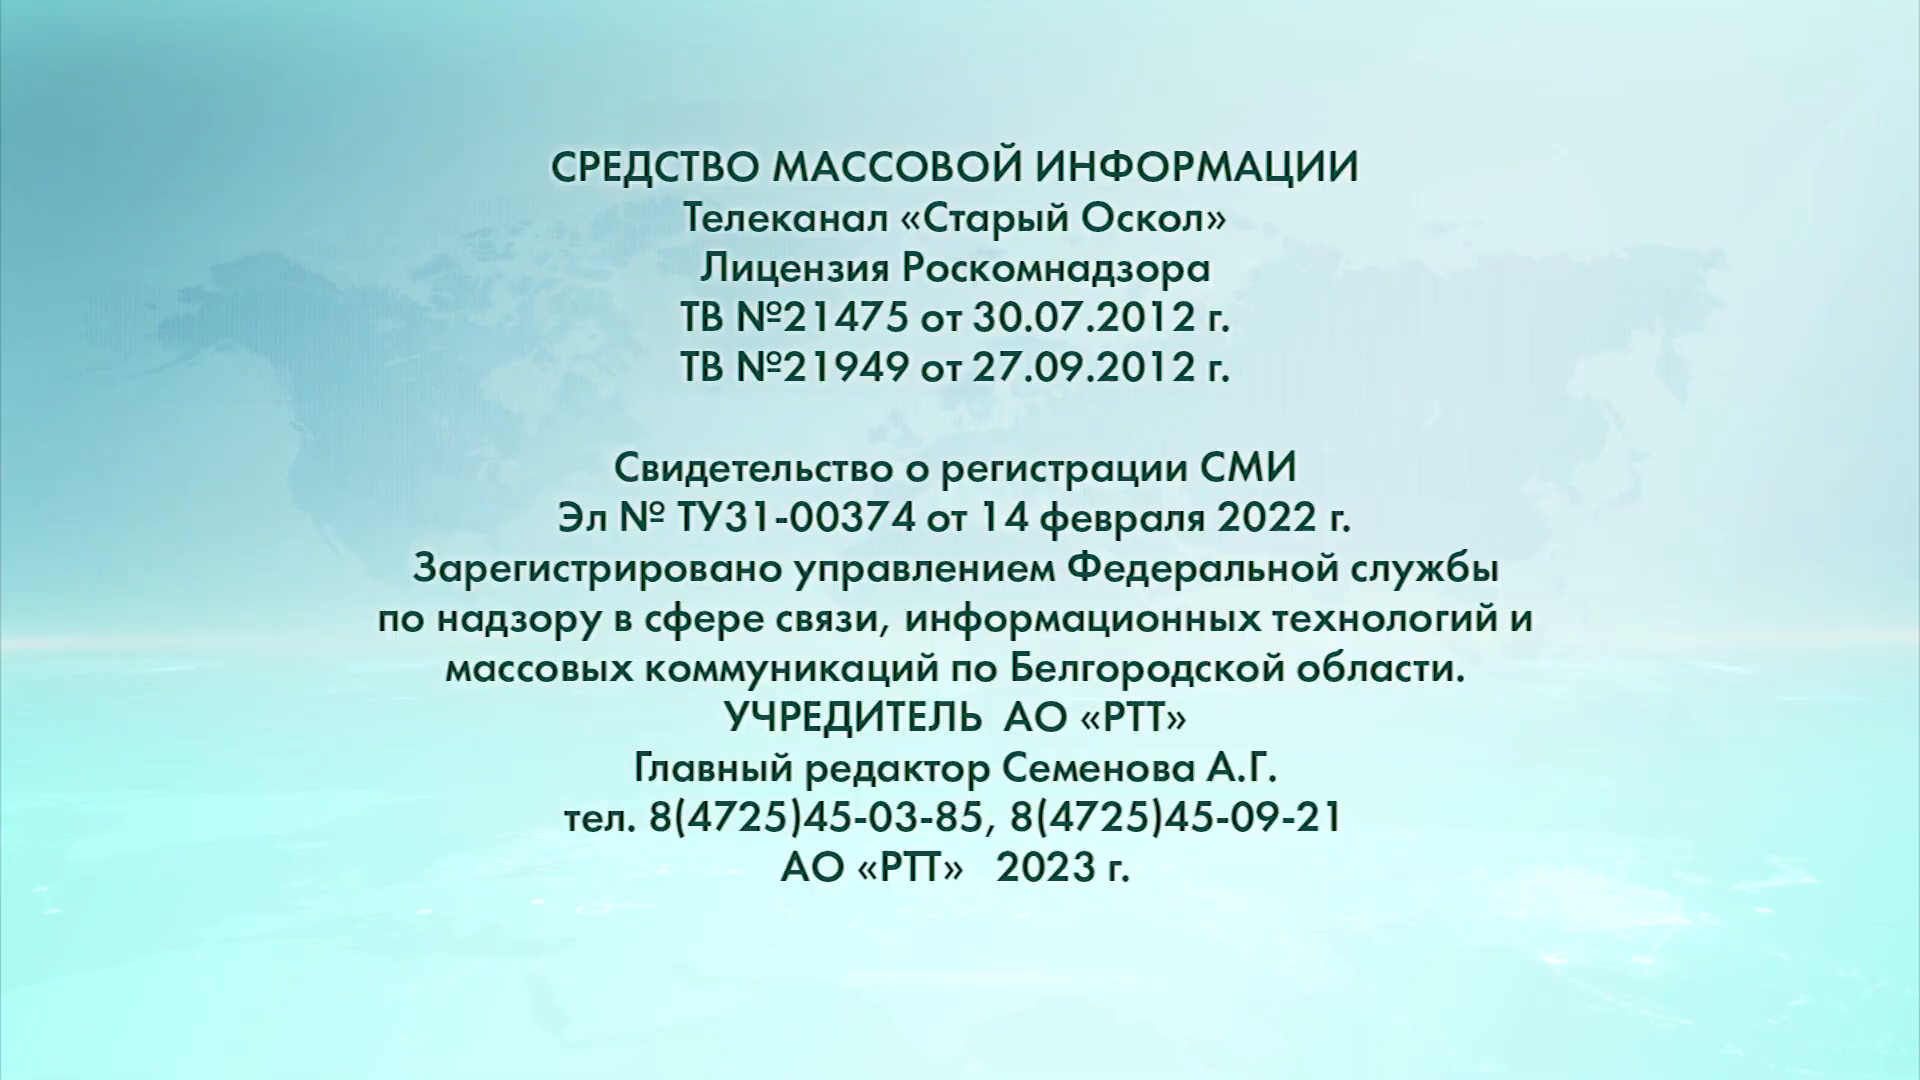 СРЕДСТВО МАССОВОЙ ИНФОРМАЦИИ
Телеканал «Старый Оскол»
Лицензия Роскомнадзора
ТВ №21475 от 30.07.2012 г.
ТВ №21949 от 27.09.2012 г.
Свидетельство о регистрации СМИ
Эл № ТУ31-00374 от 14 февраля 2022 г.
Зарегистрировано управлением Федеральной службы
по надзору в сфере связи, информационных технологий и
массовых коммуникаций по Белгородской области.
УЧРЕДИТЕЛЬ АО «РТТ»
Главный редактор Семенова А.Г.
тел. 8(4725)45-03-85, 8(4725)45-09-21
АО «РТТ» 2023 г.